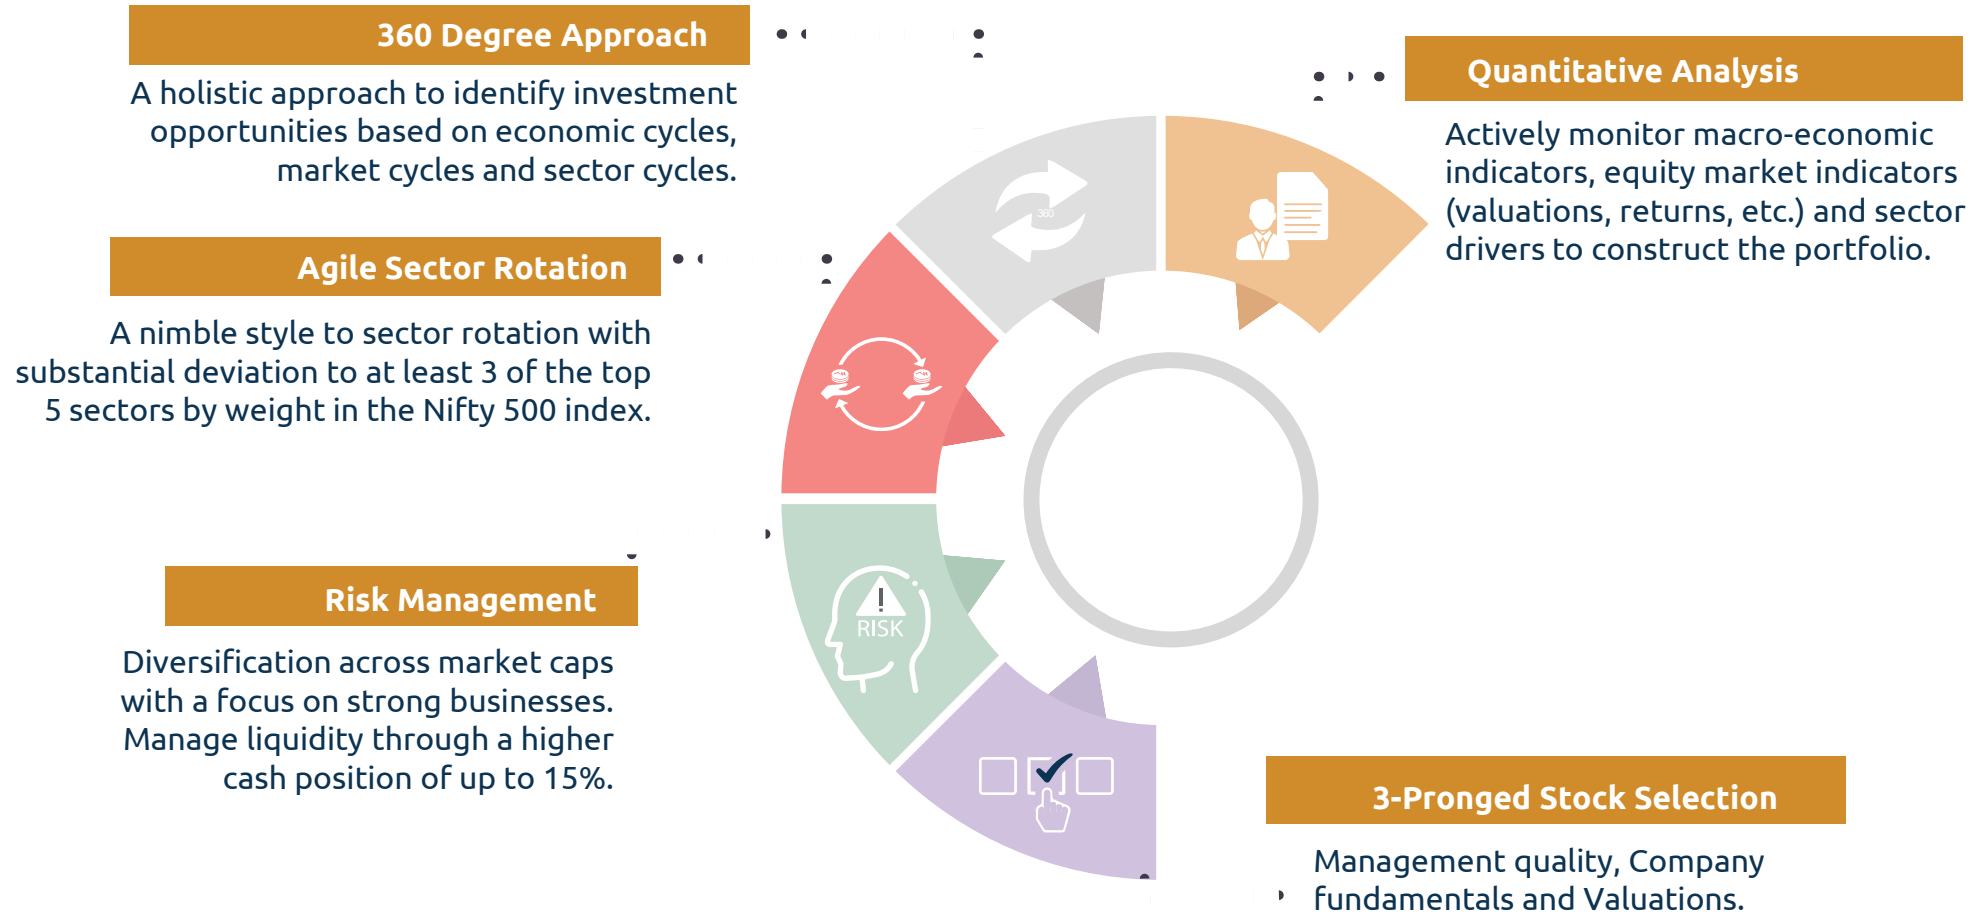 360 Degree Approach
A holistic approach to identify investment
opportunities based on economic cycles,
market cycles and sector cycles.
Quantitative Analysis
Actively monitor macro-economic
indicators, equity market indicators
(valuations, returns, etc.) and sector
drivers to construct the portfolio.
360
Agile Sector Rotation
A nimble style to sector rotation with
substantial deviation to at least 3 of the top
5 sectors by weight in the Nifty 500 index.
Risk Management
Diversification across market caps
with a focus on strong businesses.
Manage liquidity through a higher
cash position of up to 15%.
!
RISK
3-Pronged Stock Selection
Management quality, Company
fundamentals and Valuations.